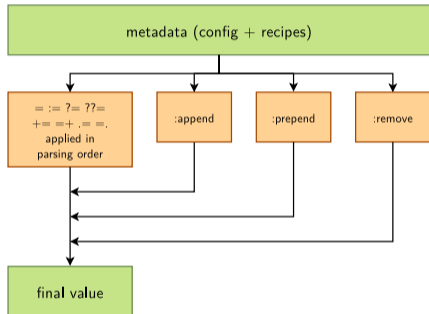 metadata (config + recipes)
= := ?= ??=
+= =+ .= =.
applied in
parsing order
:append
:prepend
:remove
final value